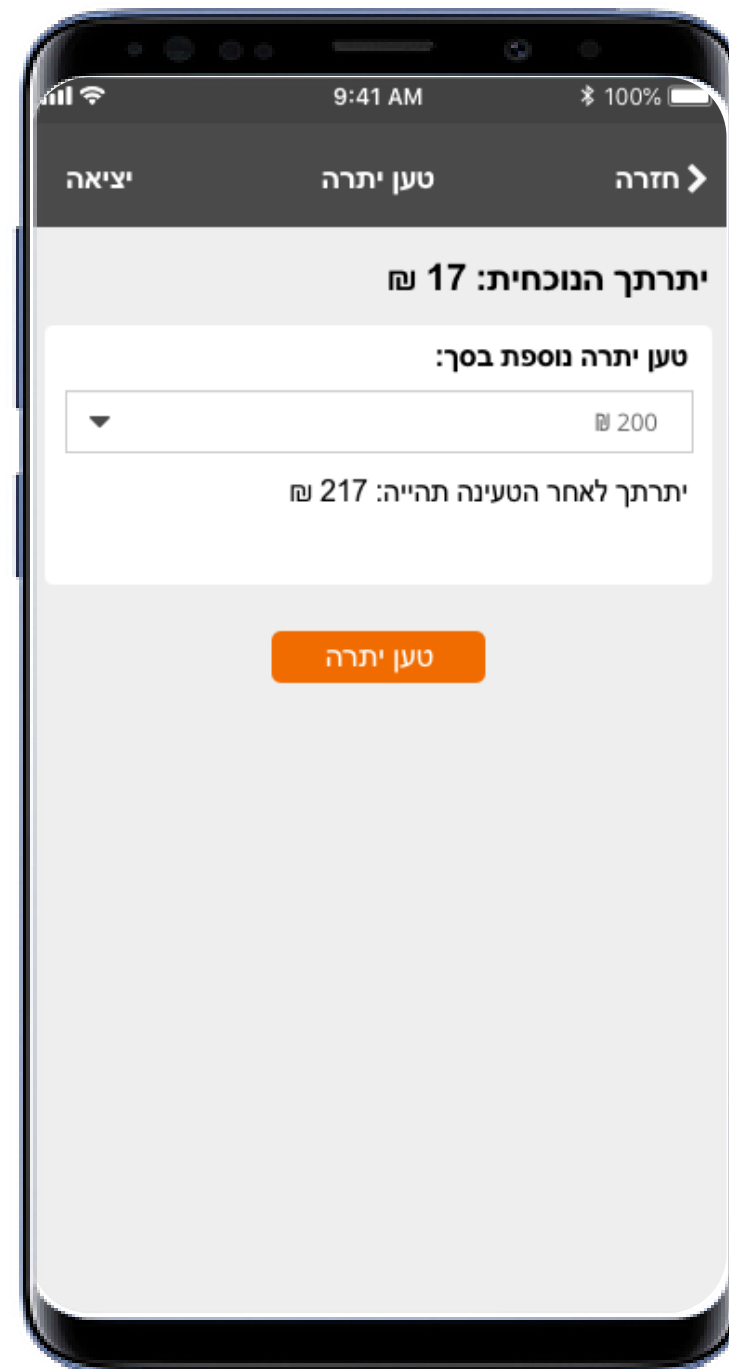 9:41 AM 100%
חזרה טען יתרה יציאה
יתרתך הנוכחית: 17 ₪
טען יתרה נוספת בסך:
200 ₪
יתרתך לאחר הטעינה תהייה: 217 ₪
טען יתרה